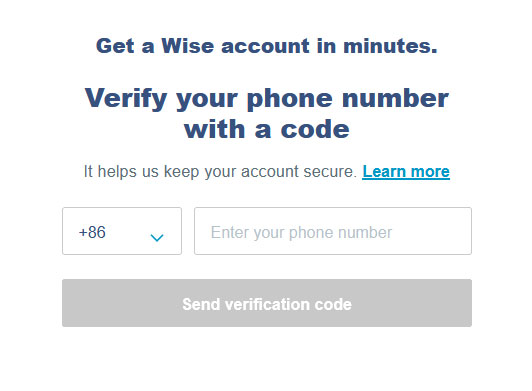 Get a Wise account in minutes.
Verify your phone number
with a code
It helps us keep your account secure. Learn more
+86
Enter your phone number
Send verification code